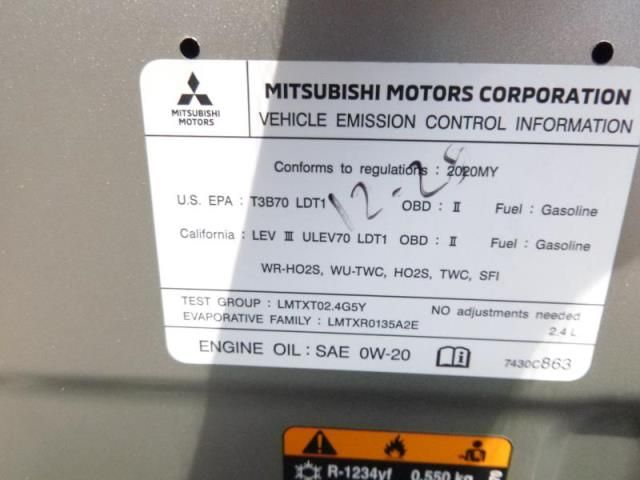 MITSUBISHI MOTORS
MITSUBISHI MOTORS CORPORATION
VEHICLE EMISSION CONTROL INFORMATION
Conforms to regulations : 2020MY
U.S. EPA : T3B70 LDT1 OBD : II Fuel : Gasoline
California : LEV III ULEV70 LDT1 OBD : II Fuel : Gasoline
12-28
WR-HO2S, WU-TWC, HO2S, TWC, SFI
TEST GROUP : LMTXT02.4G5Y NO adjustments needed
EVAPORATIVE FAMILY : LMTXR0135A2E 2.4 L
ENGINE OIL : SAE 0W-20 7430C863
R-1234yf 0.550 kg